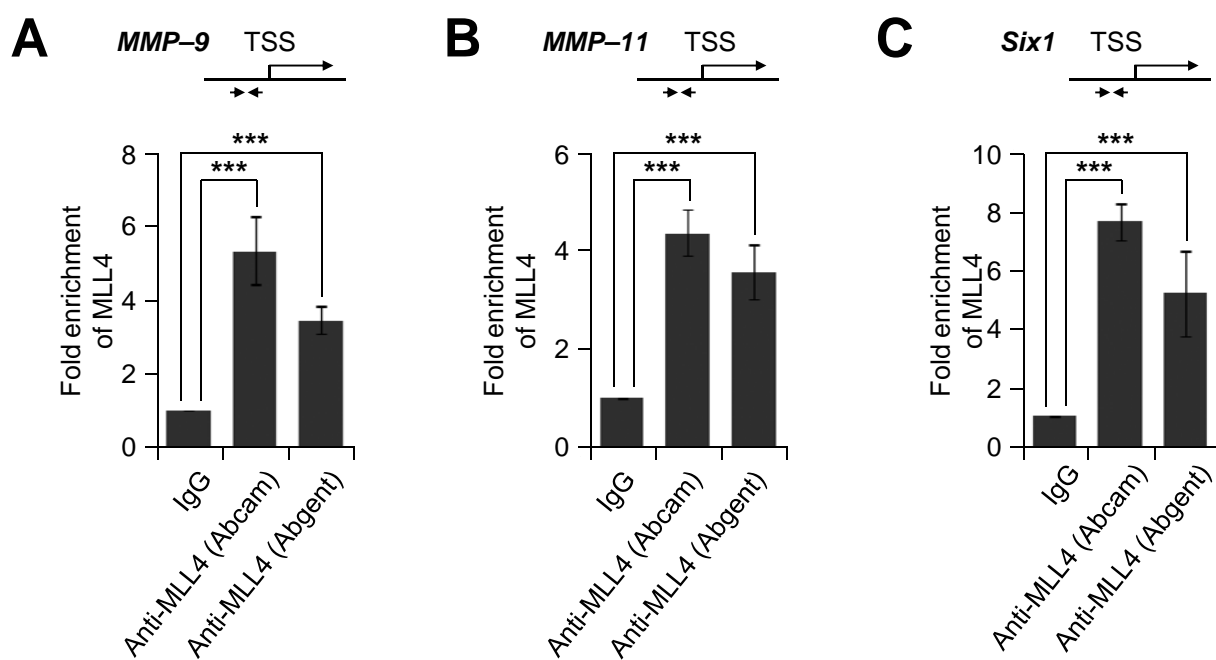 A
MMP–9 TSS
Fold enrichment
of MLL4
8
6
4
2
0
***
***
IgG
Anti-MLL4 (Abcam)
Anti-MLL4 (Abgent)
B
MMP–11 TSS
Fold enrichment
of MLL4
6
4
2
0
***
***
IgG
Anti-MLL4 (Abcam)
Anti-MLL4 (Abgent)
C
Six1 TSS
Fold enrichment
of MLL4
10
8
6
4
2
0
***
***
IgG
Anti-MLL4 (Abcam)
Anti-MLL4 (Abgent)